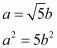 a = √5b
a² = 5b²